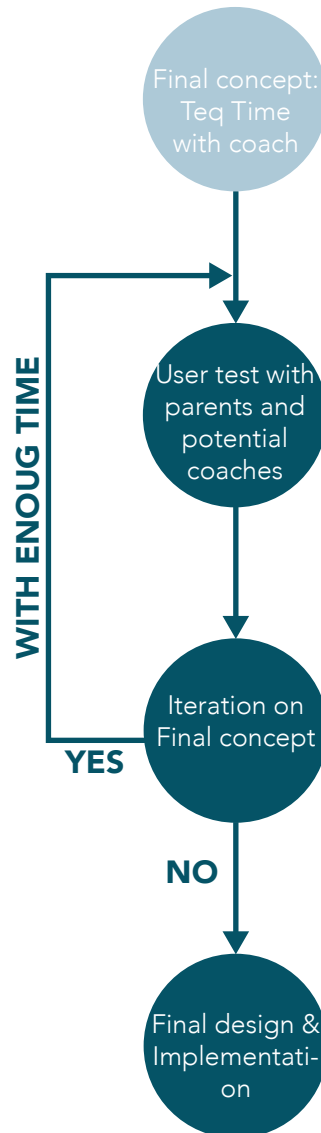 Final concept:
Teq Time
with coach
User test with
parents and
potential
coaches
WITH ENOUG TIME
Iteration on
Final concept
YES
NO
Final design &
Implementati-
on